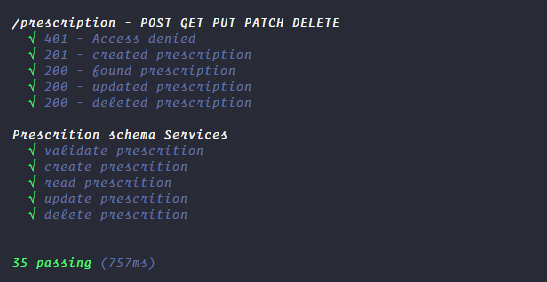 /prescription - POST GET PUT PATCH DELETE
√ 401 - Access denied
√ 201 - created prescription
√ 200 - found prescription
√ 200 - updated prescription
√ 200 - deleted prescription
Prescrition schema Services
√ validate prescrition
√ create prescrition
√ read prescrition
√ update prescrition
√ delete prescrition
35 passing (757ms)